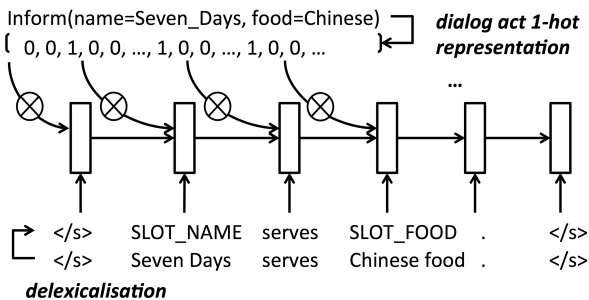 Inform(name=Seven_Days, food=Chinese)
dialog act 1-hot
representation
[ 0, 0, 1, 0, 0, …, 1, 0, 0, …, 1, 0, 0, … ]
...
</s> SLOT_NAME serves SLOT_FOOD . </s>
</s> Seven Days serves Chinese food . </s>
delexicalisation